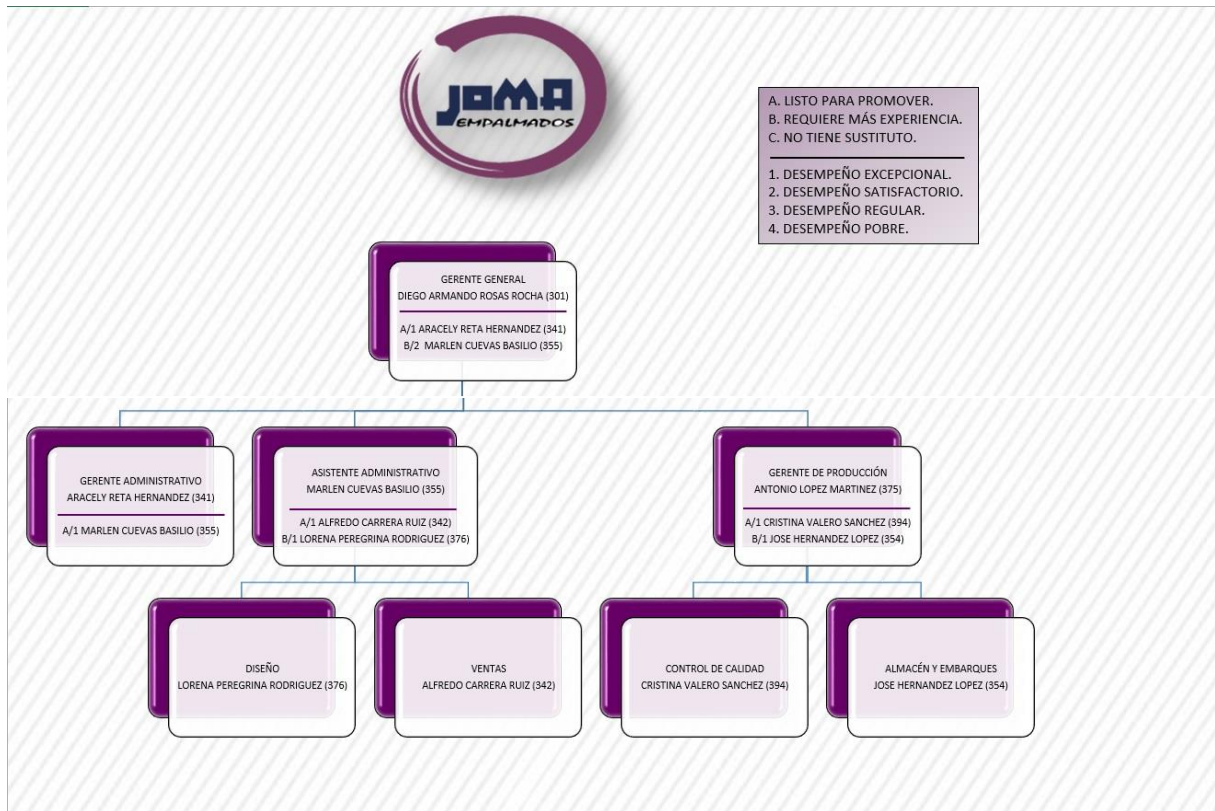 JOMA
EMPALMADOS
A. LISTO PARA PROMOVER.
B. REQUIERE MÁS EXPERIENCIA.
C. NO TIENE SUSTITUTO.
1. DESEMPEÑO EXCEPCIONAL.
2. DESEMPEÑO SATISFACTORIO.
3. DESEMPEÑO REGULAR.
4. DESEMPEÑO POBRE.
GERENTE GENERAL
DIEGO ARMANDO ROSAS ROCHA (301)
A/1 ARACELY RETA HERNANDEZ (341)
B/2 MARLEN CUEVAS BASILIO (355)
GERENTE ADMINISTRATIVO
ARACELY RETA HERNANDEZ (341)
A/1 MARLEN CUEVAS BASILIO (355)
ASISTENTE ADMINISTRATIVO
MARLEN CUEVAS BASILIO (355)
A/1 ALFREDO CARRERA RUIZ (342)
B/1 LORENA PEREGRINA RODRIGUEZ (376)
GERENTE DE PRODUCCIÓN
ANTONIO LOPEZ MARTINEZ (375)
A/1 CRISTINA VALERO SANCHEZ (394)
B/1 JOSE HERNANDEZ LOPEZ (354)
DISEÑO
LORENA PEREGRINA RODRIGUEZ (376)
VENTAS
ALFREDO CARRERA RUIZ (342)
CONTROL DE CALIDAD
CRISTINA VALERO SANCHEZ (394)
ALMACÉN Y EMBARQUES
JOSE HERNANDEZ LOPEZ (354)